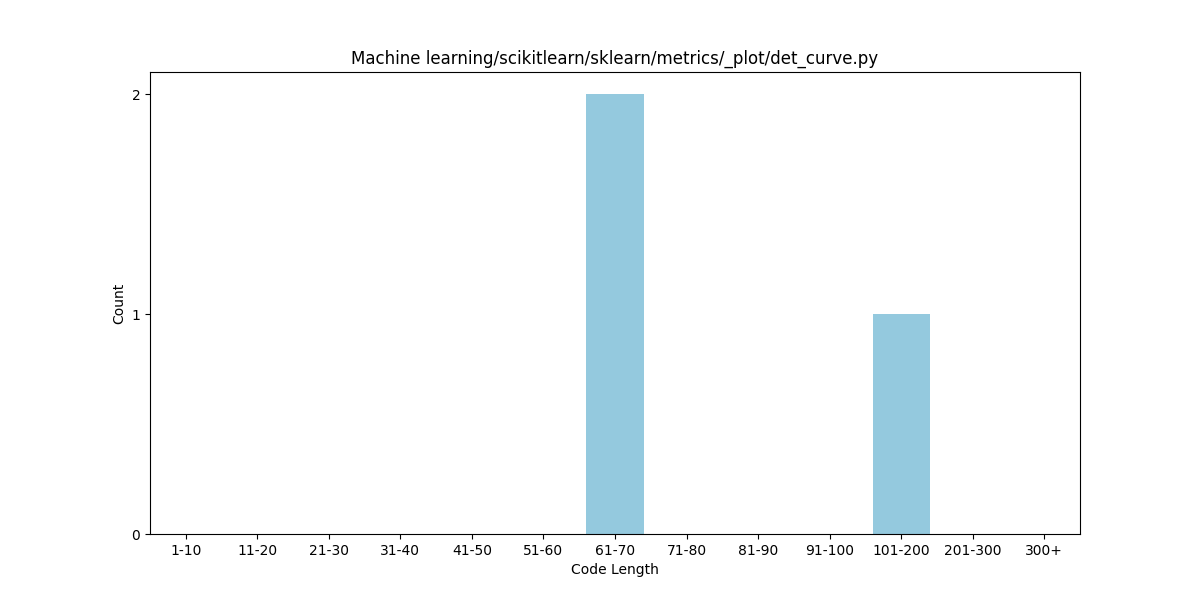 Machine learning/scikitlearn/sklearn/metrics/_plot/det_curve.py
2
1
0
Count
1-10 11-20 21-30 31-40 41-50 51-60 61-70 71-80 81-90 91-100 101-200 201-300 300+
Code Length